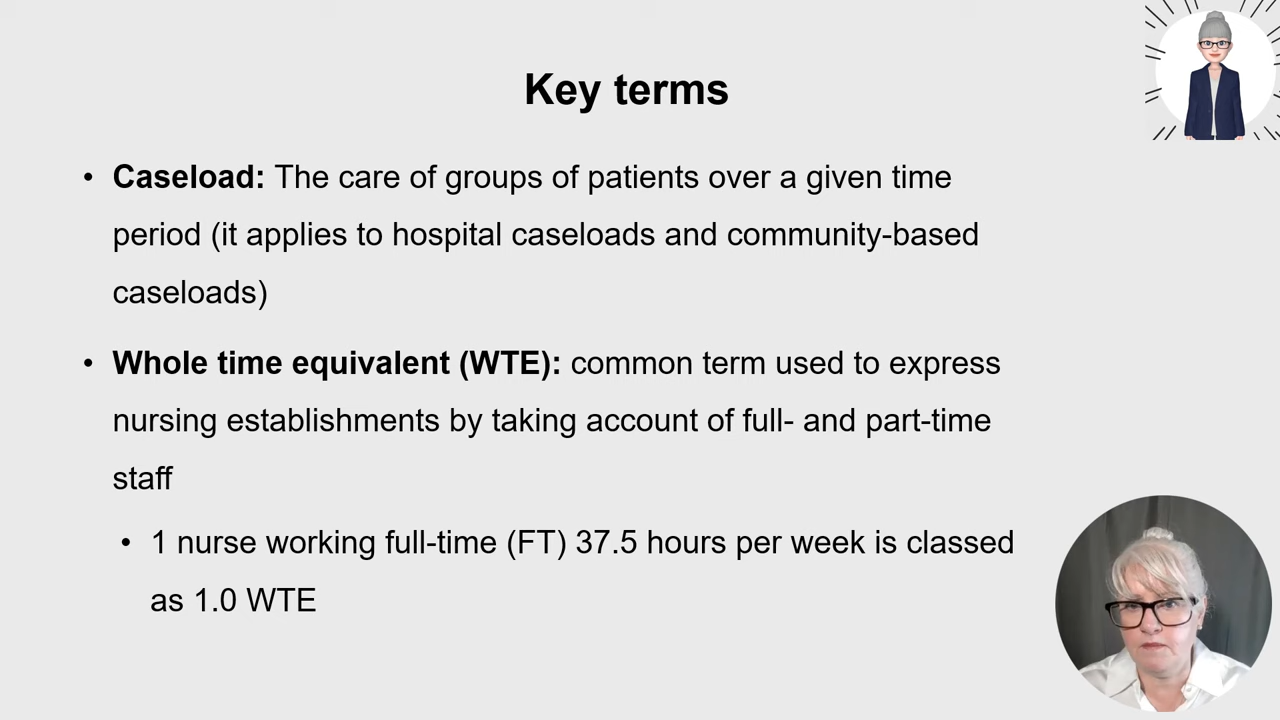 Key terms
• Caseload: The care of groups of patients over a given time
period (it applies to hospital caseloads and community-based
caseloads)
• Whole time equivalent (WTE): common term used to express
nursing establishments by taking account of full- and part-time
staff
• 1 nurse working full-time (FT) 37.5 hours per week is classed
as 1.0 WTE